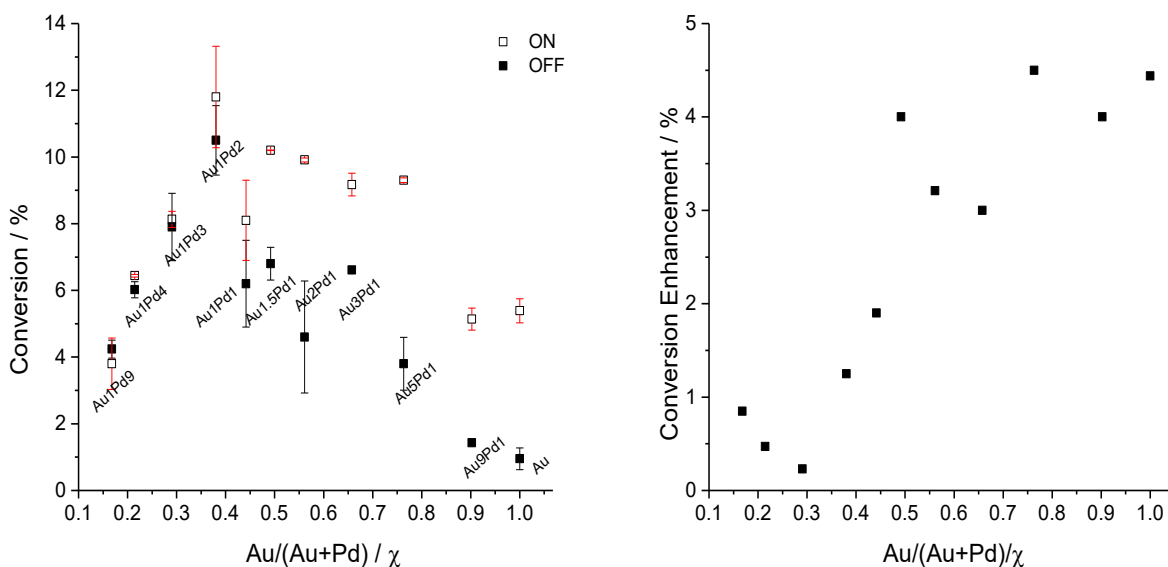 14
12
10
8
6
4
2
0
Conversion / %
ON
OFF
Au1Pd9
Au1Pd4
Au1Pd3
Au1Pd2
Au1Pd1
Au1.5Pd1
Au2Pd1
Au3Pd1
Au5Pd1
Au9Pd1
Au
0.1 0.2 0.3 0.4 0.5 0.6 0.7 0.8 0.9 1.0
Au/(Au+Pd) / χ
5
4
3
2
1
0
Conversion Enhancement / %
0.1 0.2 0.3 0.4 0.5 0.6 0.7 0.8 0.9 1.0
Au/(Au+Pd)/χ